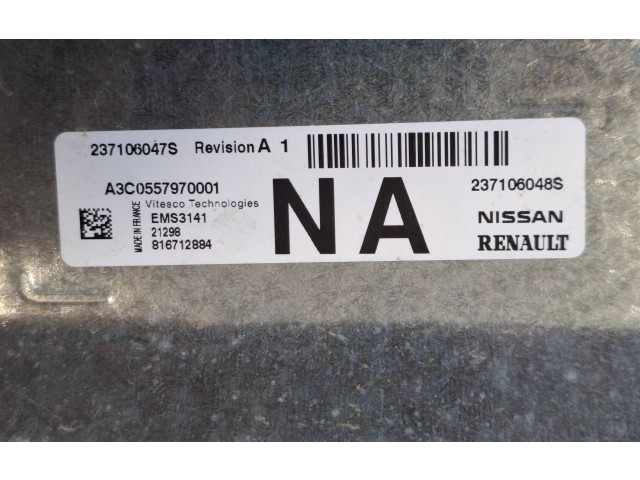 237106047S Revision A 1
A3C0557970001
Vitesco Technologies
MADE IN FRANCE
EMS3141
21298
816712884
NA
237106048S
NISSAN
RENAULT